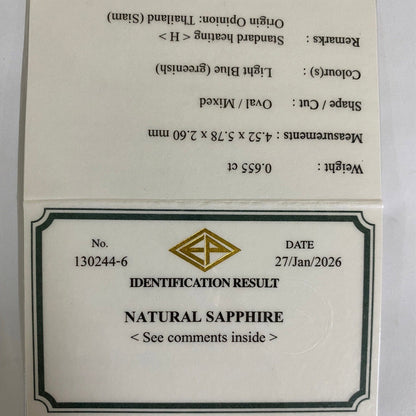 Weight : 0.655 ct
Measurements : 4.52 x 5.78 x 2.60 mm
Shape / Cut : Oval / Mixed
Colour(s) : Light Blue (greenish)
Remarks : Standard heating < H >
Origin Opinion: Thailand (Siam)
No. DATE
130244-6 27/Jan/2026
IDENTIFICATION RESULT
NATURAL SAPPHIRE
< See comments inside >